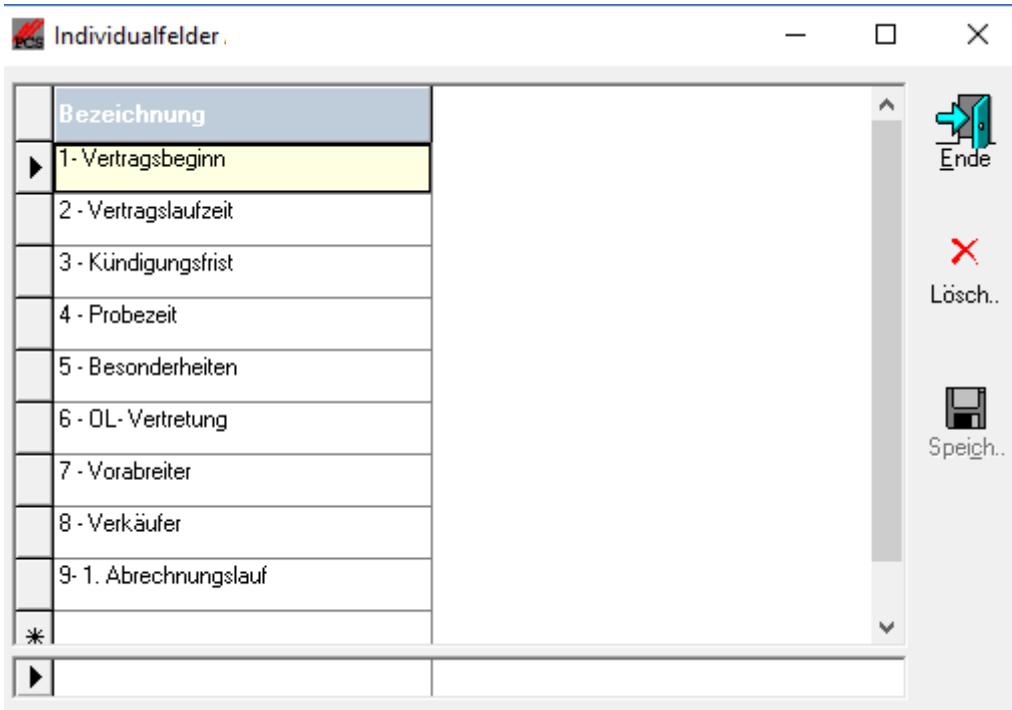 PCS Individualfelder
Bezeichnung
1- Vertragsbeginn
2 - Vertragslaufzeit
3 - Kündigungsfrist
4 - Probezeit
5 - Besonderheiten
6 - OL- Vertretung
7 - Vorabreiter
8 - Verkäufer
9- 1. Abrechnungslauf
*
Ende
Lösch..
Speich..